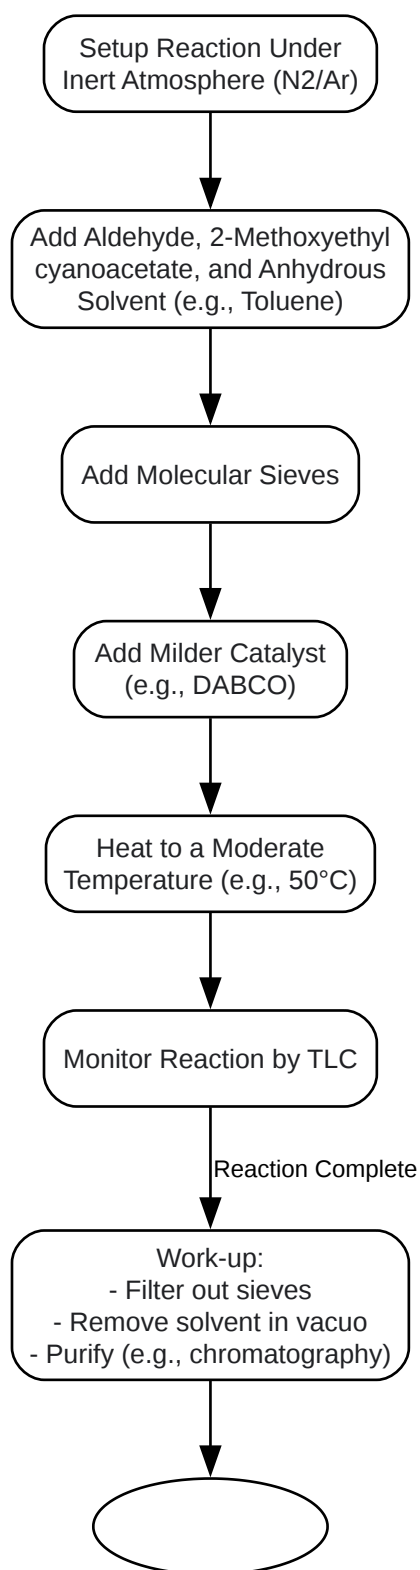 Setup Reaction Under
Inert Atmosphere (N2/Ar)
Add Aldehyde, 2-Methoxyethyl
cyanoacetate, and Anhydrous
Solvent (e.g., Toluene)
Add Molecular Sieves
Add Milder Catalyst
(e.g., DABCO)
Heat to a Moderate
Temperature (e.g., 50°C)
Monitor Reaction by TLC
Reaction Complete
Work-up:
- Filter out sieves
- Remove solvent in vacuo
- Purify (e.g., chromatography)